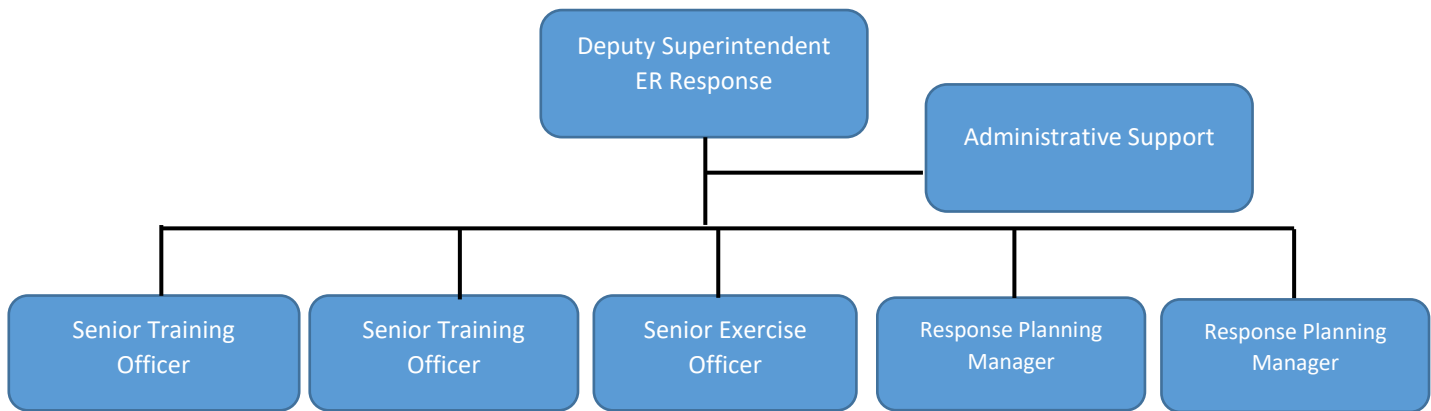 Deputy Superintendent
ER Response
Administrative Support
Senior Training
Officer
Senior Training
Officer
Senior Exercise
Officer
Response Planning
Manager
Response Planning
Manager